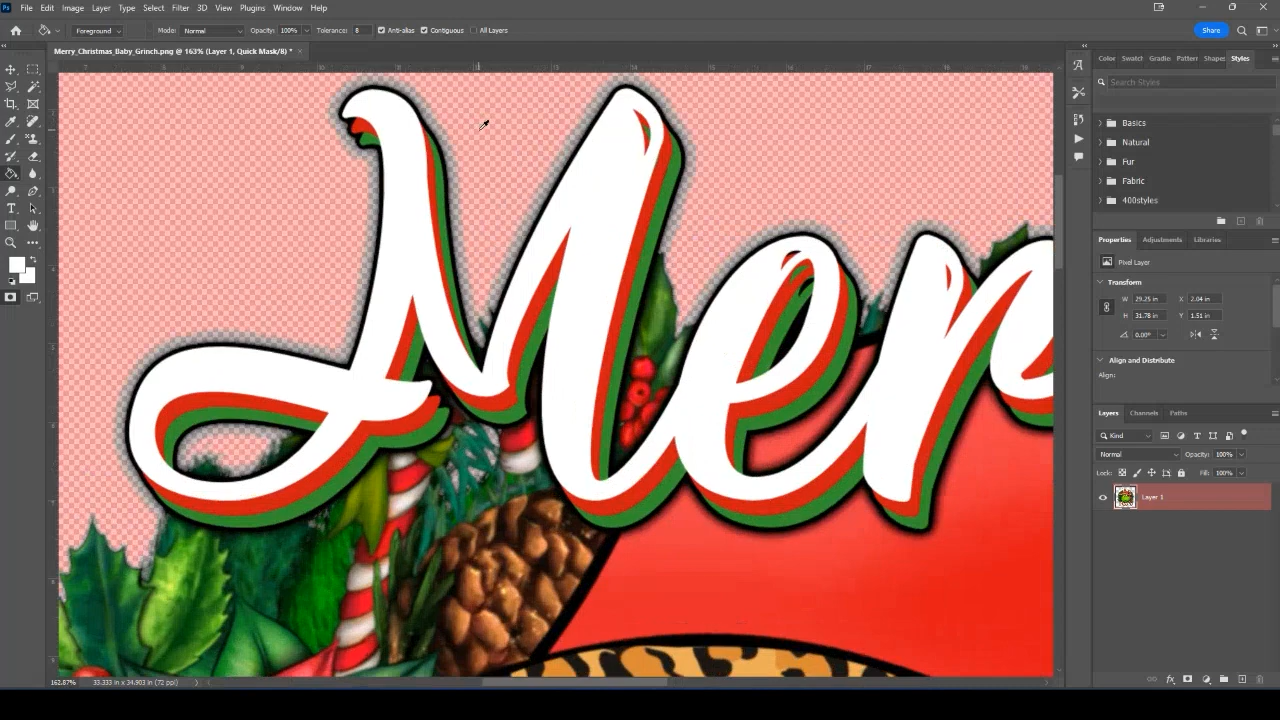 Ps File Edit Image Layer Type Select Filter 3D View Plugins Window Help
Foreground Mode: Normal Opacity: 100% Tolerance: 8 Anti-alias Contiguous All Layers Share
Merry_Christmas_Baby_Grinch.png @ 163% (Layer 1, Quick Mask/8) * ×
Color Swatc Gradie Pattern Shapes Styles
Search Styles
Basics
Natural
Fur
Fabric
400styles
Properties Adjustments Libraries
Pixel Layer
Transform
W 29.25 in X 2.04 in
H 31.78 in Y 1.51 in
0.00°
Align and Distribute
Align:
Layers Channels Paths
Kind
Normal Opacity: 100%
Lock: Fill: 100%
Layer 1
Mer
162.87% 33.333 in x 34.903 in (72 ppi)